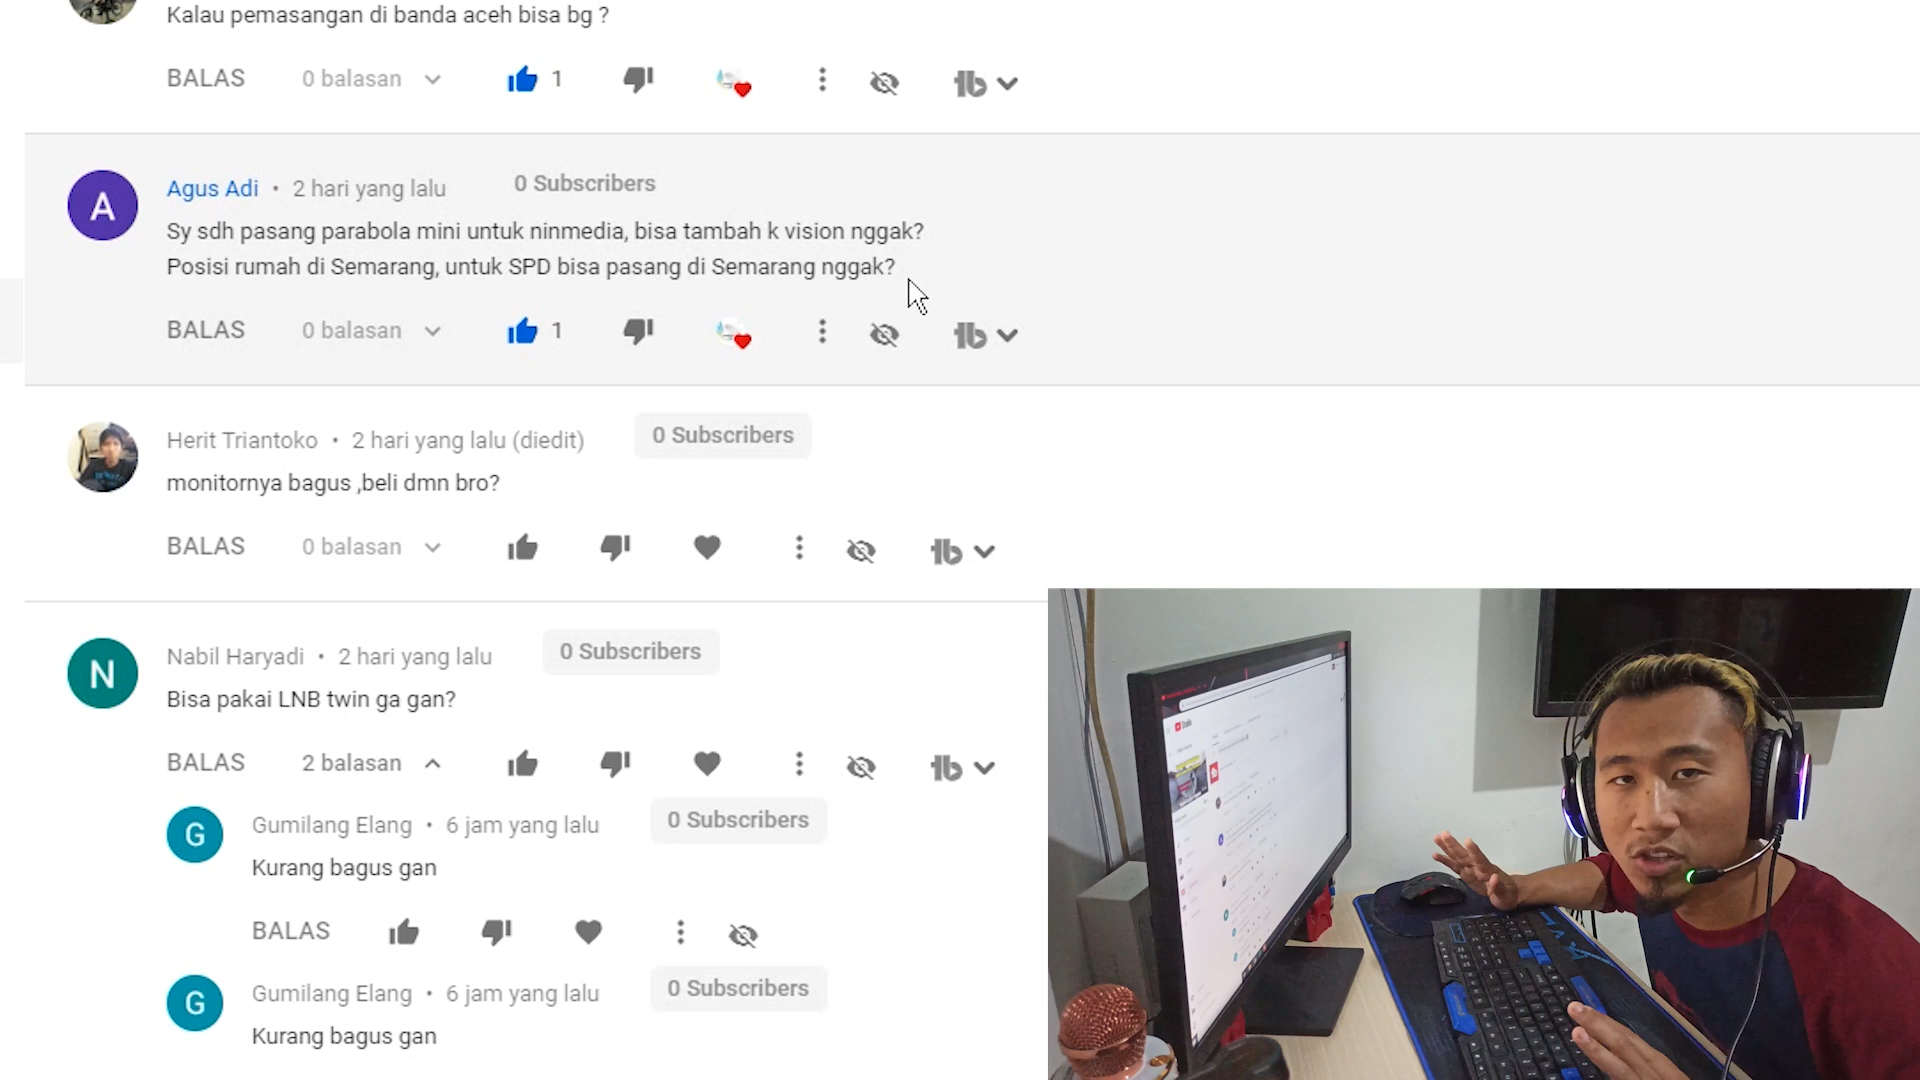 Kalau pemasangan di banda aceh bisa bg ?
BALAS 0 balasan 1
A
Agus Adi • 2 hari yang lalu 0 Subscribers
Sy sdh pasang parabola mini untuk ninmedia, bisa tambah k vision nggak?
Posisi rumah di Semarang, untuk SPD bisa pasang di Semarang nggak?
BALAS 0 balasan 1
Herit Triantoko • 2 hari yang lalu (diedit) 0 Subscribers
monitornya bagus ,beli dmn bro?
BALAS 0 balasan
N
Nabil Haryadi • 2 hari yang lalu 0 Subscribers
Bisa pakai LNB twin ga gan?
BALAS 2 balasan
G
Gumilang Elang • 6 jam yang lalu 0 Subscribers
Kurang bagus gan
BALAS
G
Gumilang Elang • 6 jam yang lalu 0 Subscribers
Kurang bagus gan